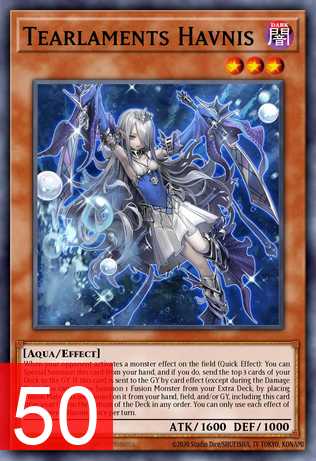 Tearlaments Havnis
DARK
闇
[Aqua/Effect]
When your opponent activates a monster effect on the field (Quick Effect): You can
Special Summon this card from your hand, and if you do, send the top 3 cards of your
Deck to the GY. If this card is sent to the GY by card effect (except during the Damage
Summon 1 Fusion Monster from your Extra Deck, by placing
on it from your hand, field, and/or GY, including this card
of the Deck in any order. You can only use each effect of
per turn.
ATK/1600 DEF/1000
50
©2020 Studio Dice/SHUEISHA, TV TOKYO, KONAMI